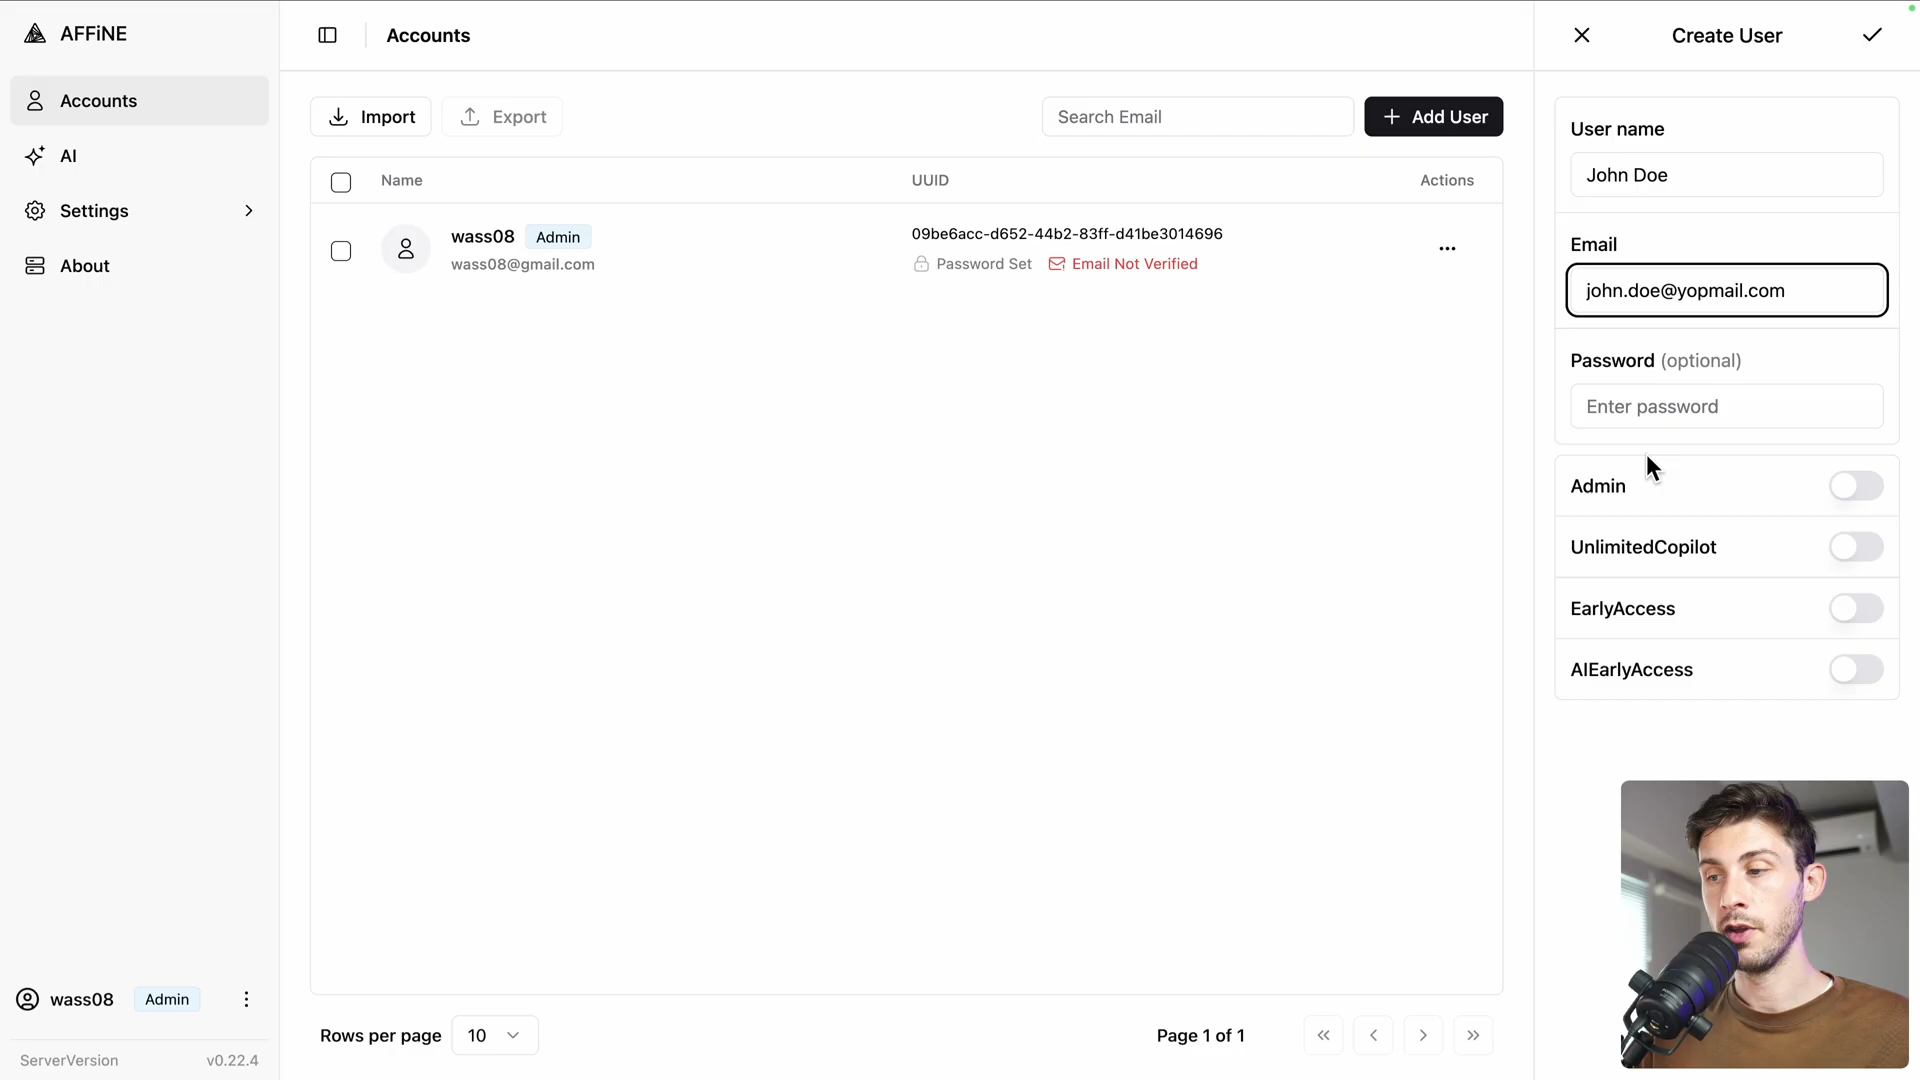 AFFiNE
Accounts
AI
Settings
About
wass08 Admin
ServerVersion v0.22.4
Accounts
Import Export Search Email Add User
Name UUID Actions
wass08 Admin
wass08@gmail.com
09be6acc-d652-44b2-83ff-d41be3014696
Password Set Email Not Verified
Rows per page 10 Page 1 of 1
Create User
User name
John Doe
Email
john.doe@yopmail.com
Password (optional)
Enter password
Admin
UnlimitedCopilot
EarlyAccess
AIEarlyAccess